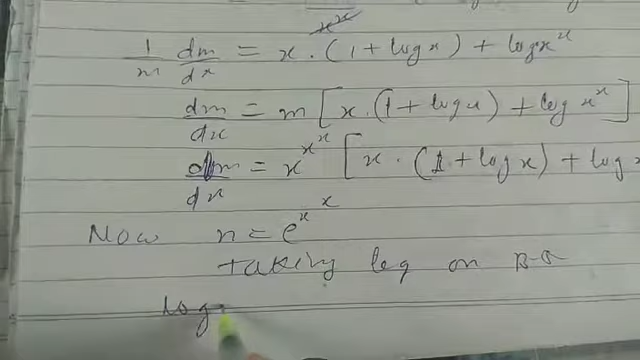 1/m dm/dx = x . (1 + log x) + log x^x
dm/dx = m [ x . (1 + log x) + log x^x ]
dm/dx = x^x^x [ x . (1 + log x) + log x
Now n = e^x^x
taking log on B.S
log